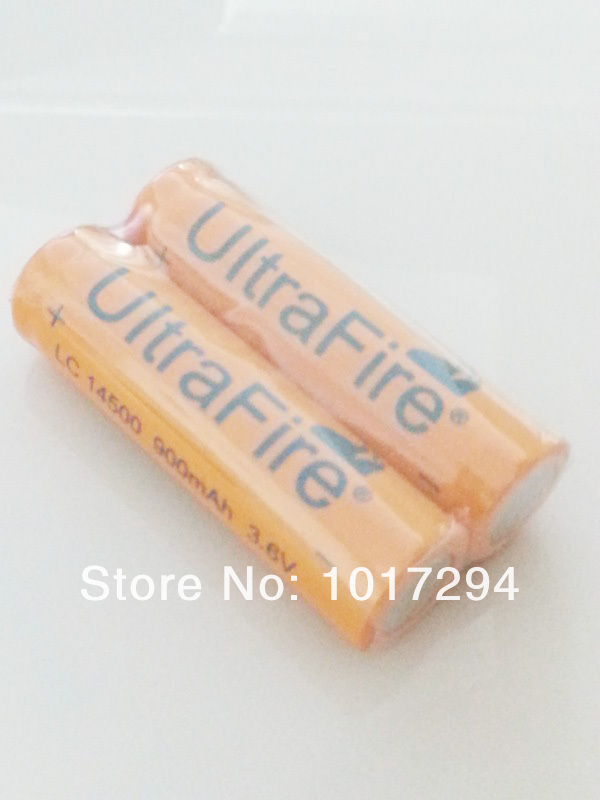 UltraFire®
+ -
UltraFire®
+ -
LC 14500 900mAh 3.6V
Store No: 1017294